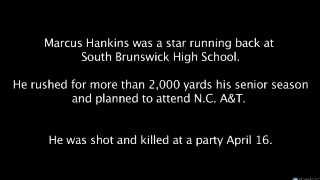 Marcus Hankins was a star running back at
South Brunswick High School.
He rushed for more than 2,000 yards his senior season
and planned to attend N.C. A&T.
He was shot and killed at a party April 16.